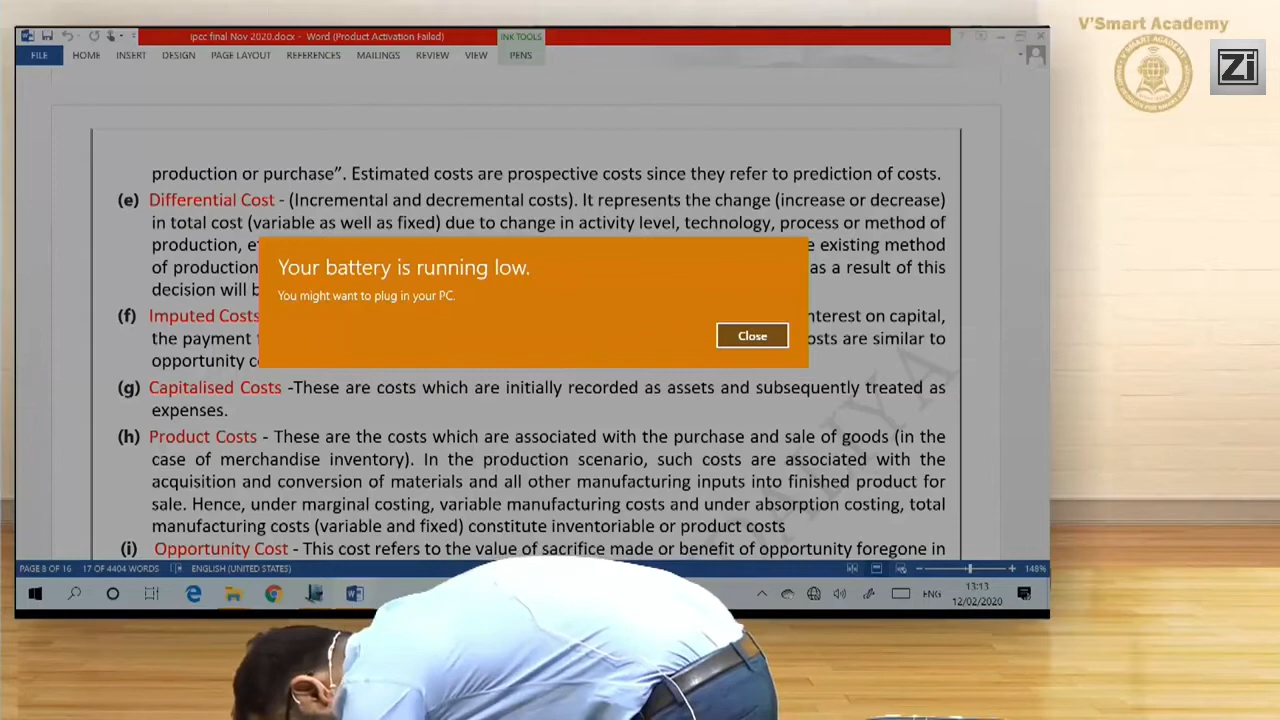 V'Smart Academy
Zi
ipcc final Nov 2020.docx - Word (Product Activation Failed)
INK TOOLS
FILE HOME INSERT DESIGN PAGE LAYOUT REFERENCES MAILINGS REVIEW VIEW PENS
production or purchase”. Estimated costs are prospective costs since they refer to prediction of costs.
(e) Differential Cost - (Incremental and decremental costs). It represents the change (increase or decrease)
in total cost (variable as well as fixed) due to change in activity level, technology, process or method of
production, existing method
of production as a result of this
decision will
(f) Imputed Costs interest on capital,
the payment costs are similar to
opportunity
Your battery is running low.
You might want to plug in your PC.
Close
(g) Capitalised Costs -These are costs which are initially recorded as assets and subsequently treated as
expenses.
(h) Product Costs - These are the costs which are associated with the purchase and sale of goods (in the
case of merchandise inventory). In the production scenario, such costs are associated with the
acquisition and conversion of materials and all other manufacturing inputs into finished product for
sale. Hence, under marginal costing, variable manufacturing costs and under absorption costing, total
manufacturing costs (variable and fixed) constitute inventoriable or product costs
(i) Opportunity Cost - This cost refers to the value of sacrifice made or benefit of opportunity foregone in
PAGE 8 OF 16 17 OF 4404 WORDS ENGLISH (UNITED STATES) 148%
ENG
13:13
12/02/2020